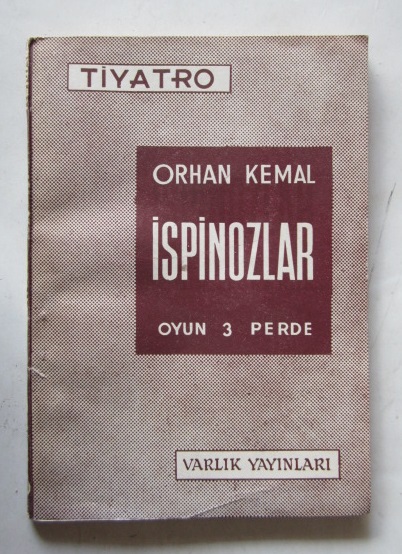 TİYATRO
ORHAN KEMAL
İSPİNOZLAR
OYUN 3 PERDE
VARLIK YAYINLARI